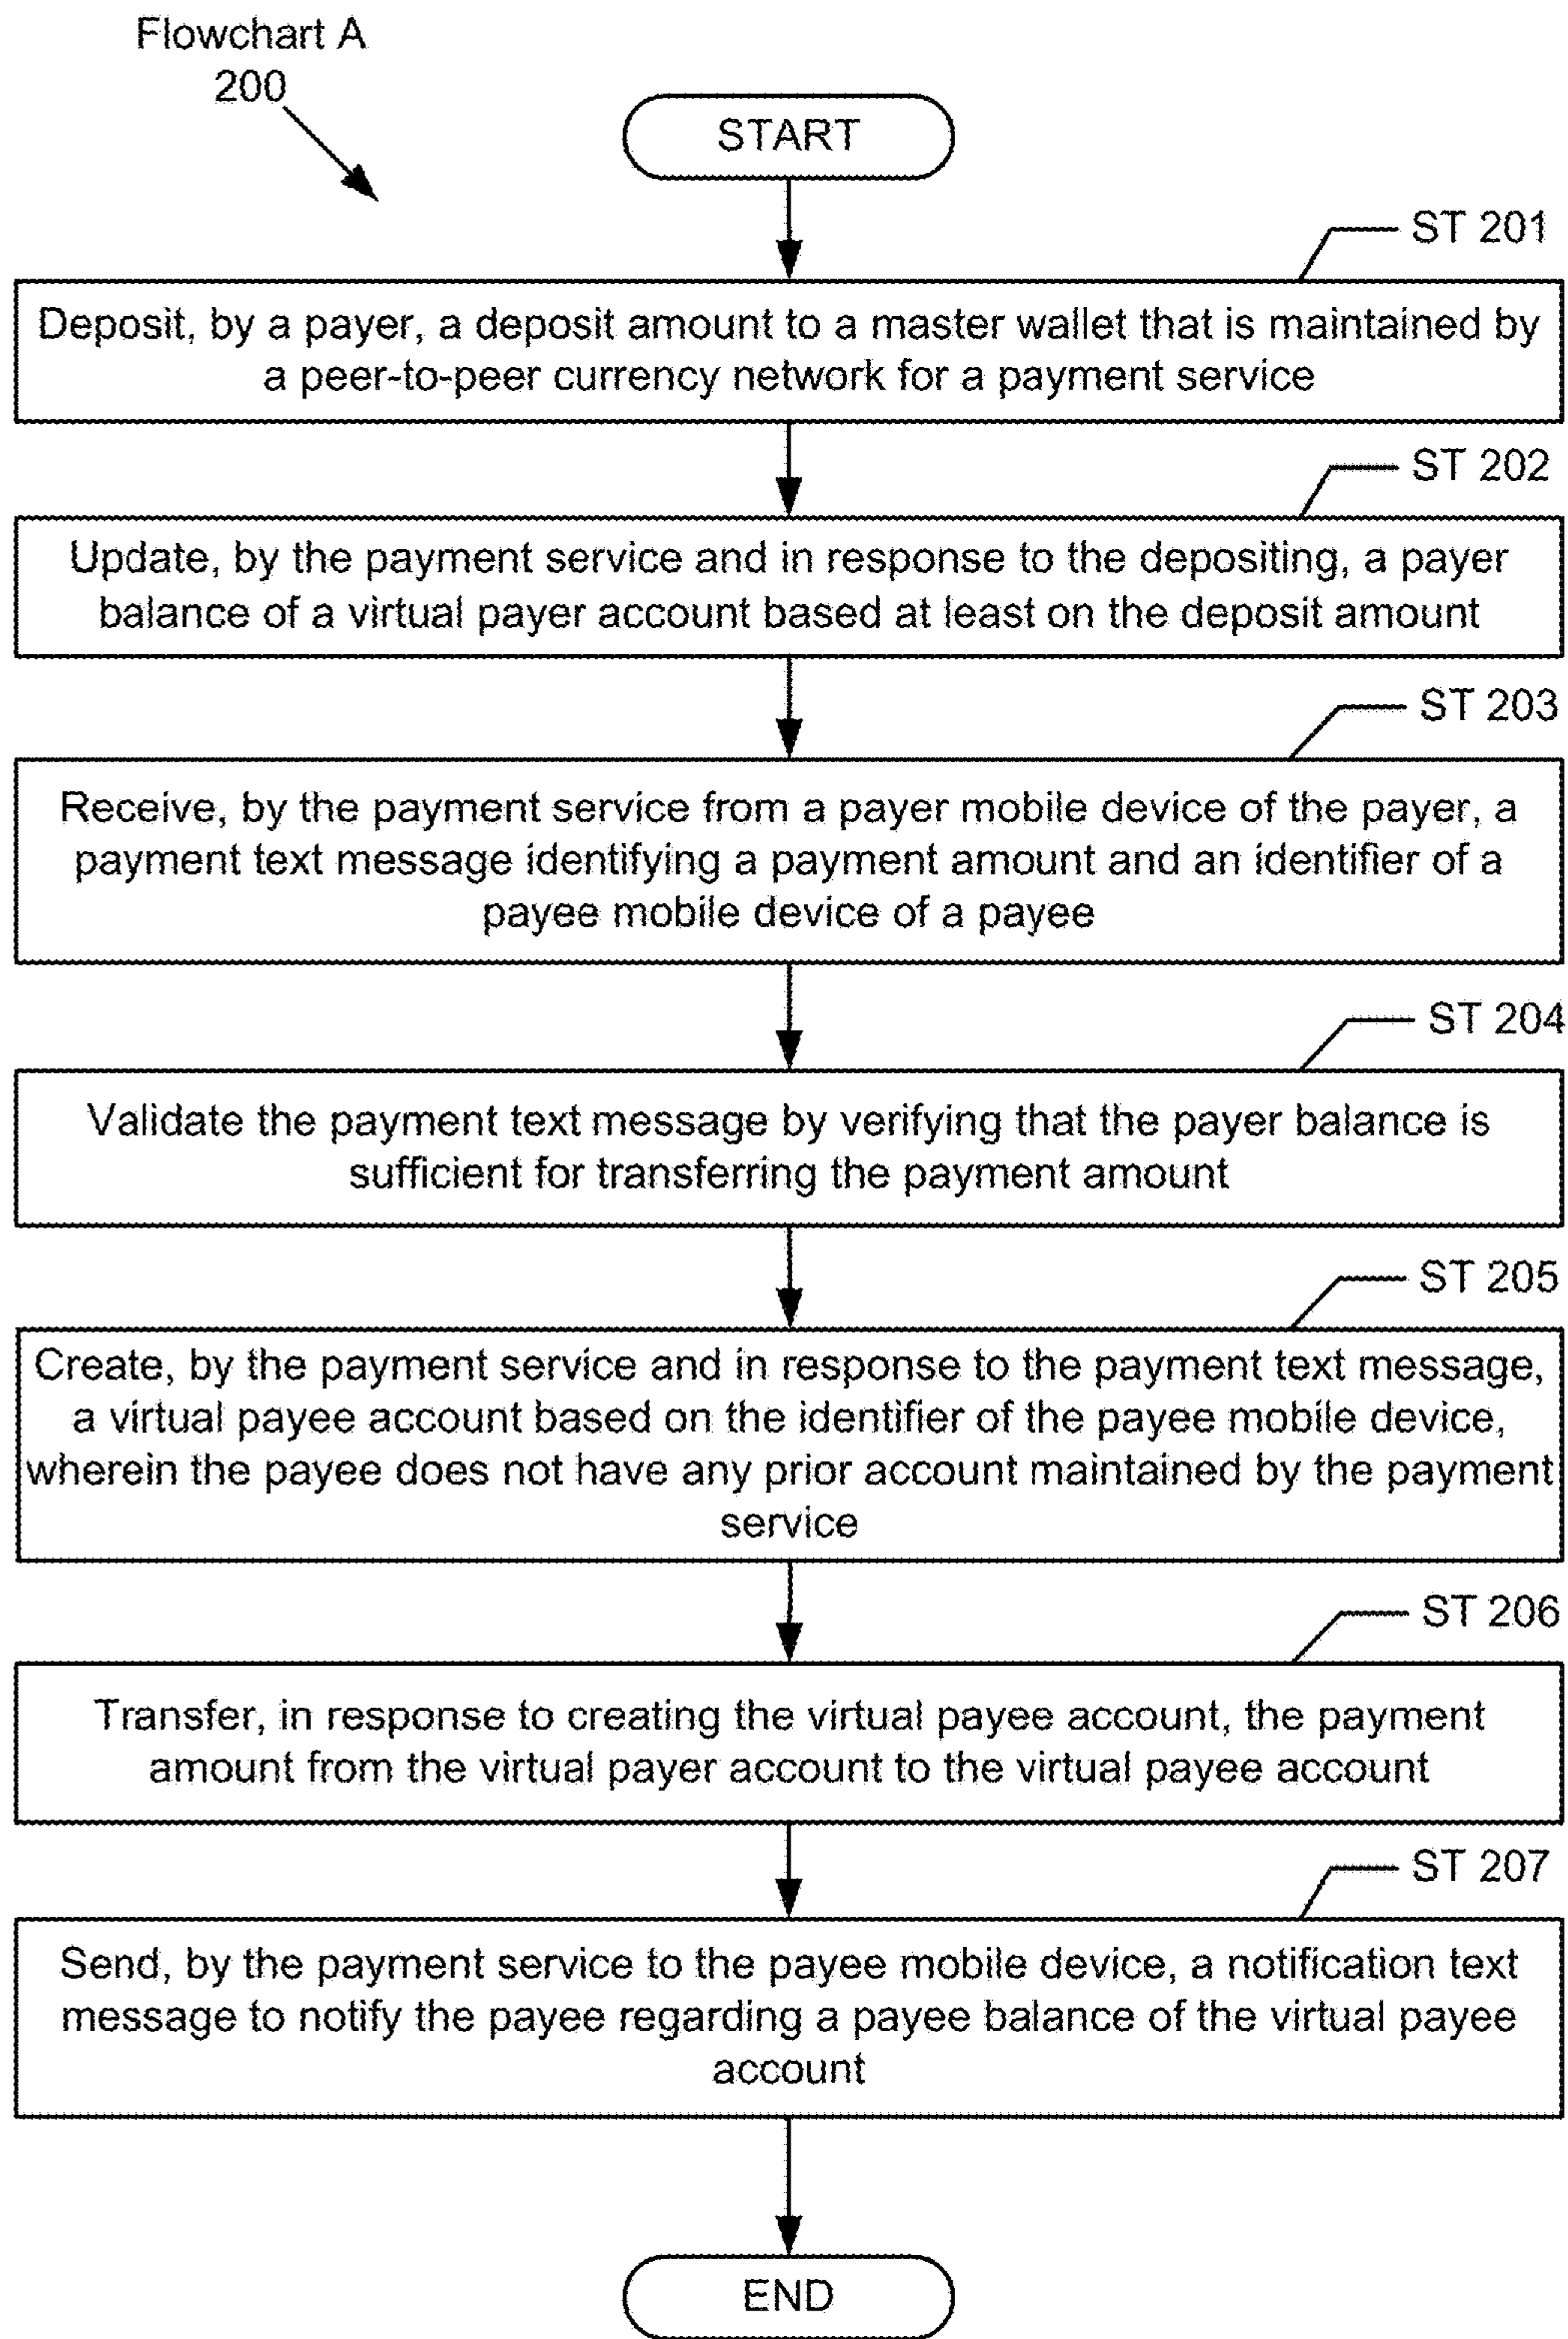 Flowchart A
200
START
ST 201
Deposit, by a payer, a deposit amount to a master wallet that is maintained by
a peer-to-peer currency network for a payment service
ST 202
Update, by the payment service and in response to the depositing, a payer
balance of a virtual payer account based at least on the deposit amount
ST 203
Receive, by the payment service from a payer mobile device of the payer, a
payment text message identifying a payment amount and an identifier of a
payee mobile device of a payee
ST 204
Validate the payment text message by verifying that the payer balance is
sufficient for transferring the payment amount
ST 205
Create, by the payment service and in response to the payment text message,
a virtual payee account based on the identifier of the payee mobile device,
wherein the payee does not have any prior account maintained by the payment
service
ST 206
Transfer, in response to creating the virtual payee account, the payment
amount from the virtual payer account to the virtual payee account
ST 207
Send, by the payment service to the payee mobile device, a notification text
message to notify the payee regarding a payee balance of the virtual payee
account
END